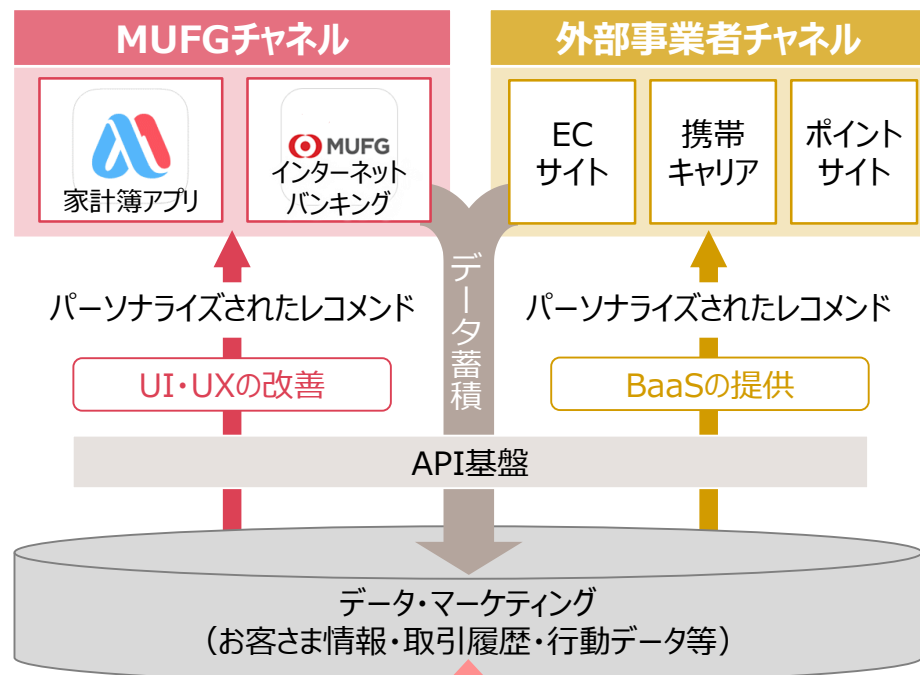 MUFGチャネル
家計簿アプリ
MUFG
インターネット
バンキング
外部事業者チャネル
EC
サイト
携帯
キャリア
ポイント
サイト
データ蓄積
パーソナライズされたレコメンド
UI・UXの改善
パーソナライズされたレコメンド
BaaSの提供
API基盤
データ・マーケティング
（お客さま情報・取引履歴・行動データ等）